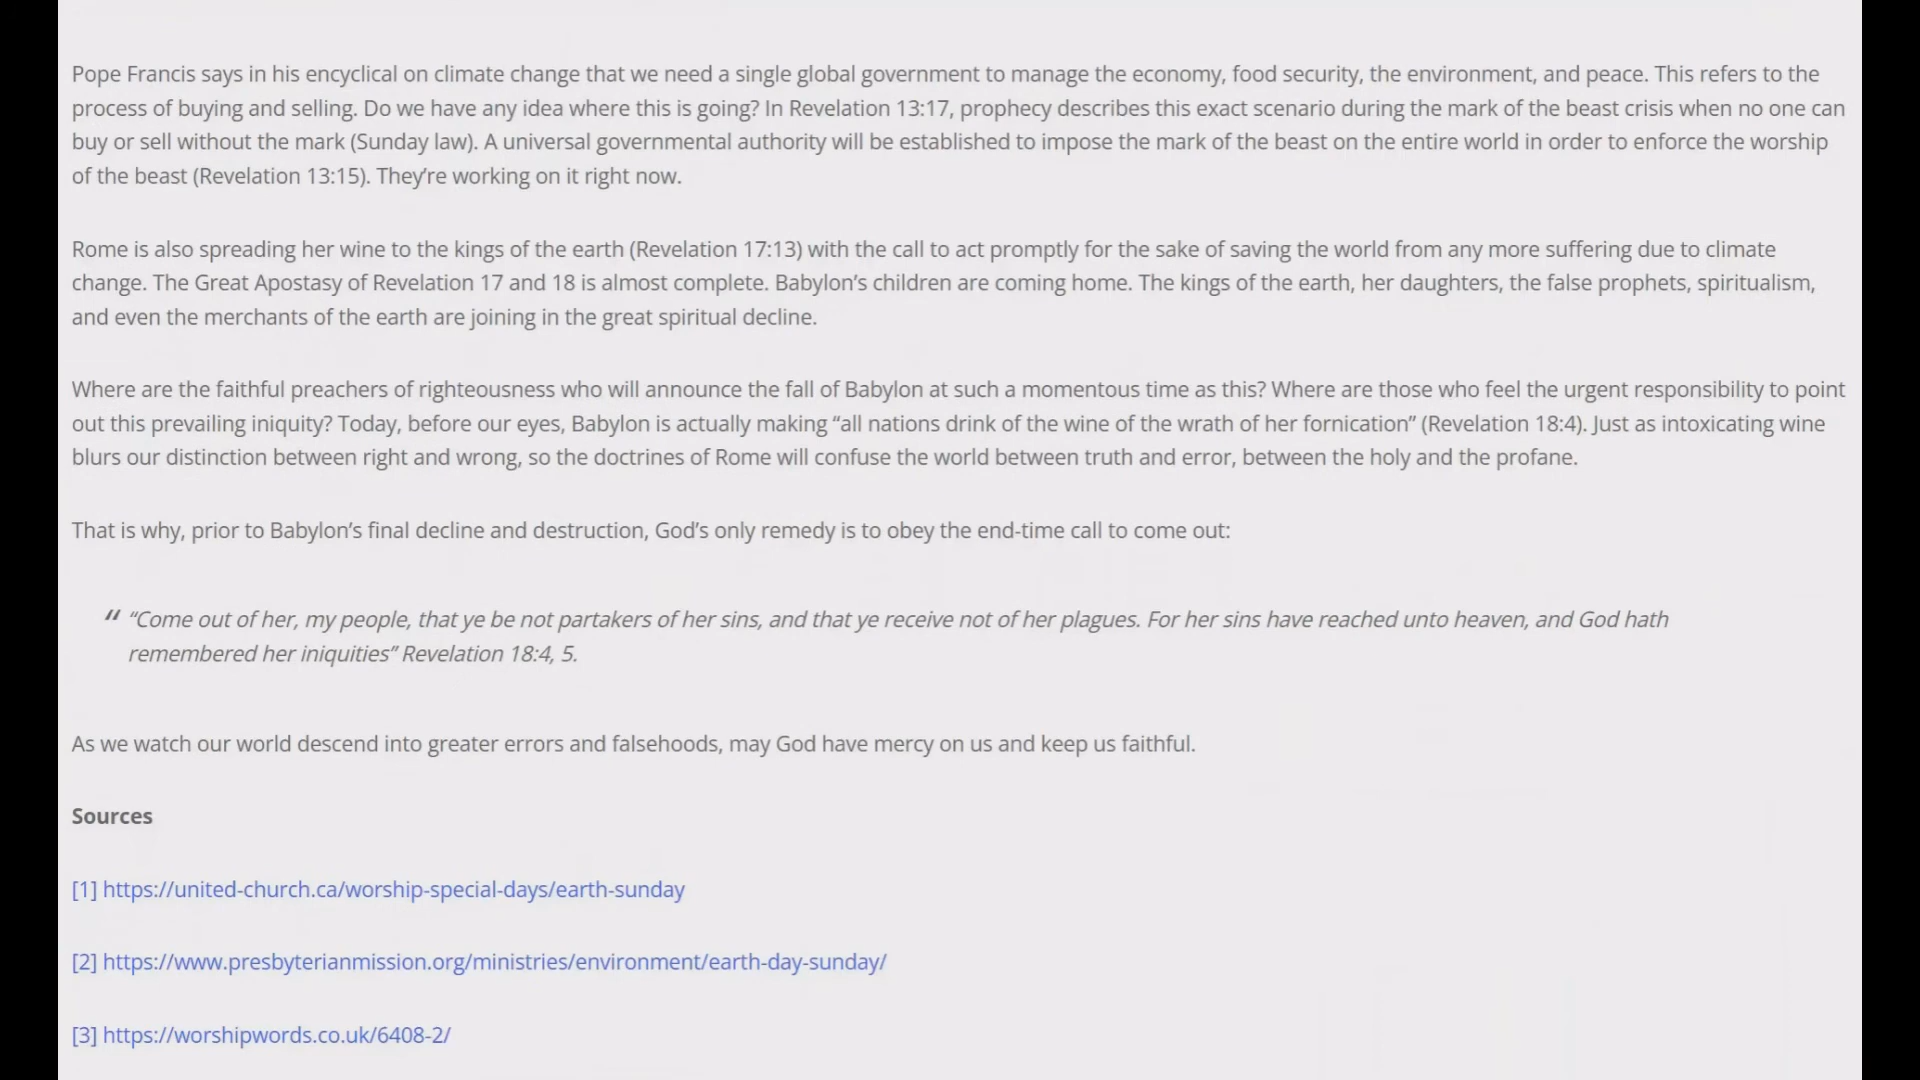 Pope Francis says in his encyclical on climate change that we need a single global government to manage the economy, food security, the environment, and peace. This refers to the
process of buying and selling. Do we have any idea where this is going? In Revelation 13:17, prophecy describes this exact scenario during the mark of the beast crisis when no one can
buy or sell without the mark (Sunday law). A universal governmental authority will be established to impose the mark of the beast on the entire world in order to enforce the worship
of the beast (Revelation 13:15). They’re working on it right now.
Rome is also spreading her wine to the kings of the earth (Revelation 17:13) with the call to act promptly for the sake of saving the world from any more suffering due to climate
change. The Great Apostasy of Revelation 17 and 18 is almost complete. Babylon’s children are coming home. The kings of the earth, her daughters, the false prophets, spiritualism,
and even the merchants of the earth are joining in the great spiritual decline.
Where are the faithful preachers of righteousness who will announce the fall of Babylon at such a momentous time as this? Where are those who feel the urgent responsibility to point
out this prevailing iniquity? Today, before our eyes, Babylon is actually making “all nations drink of the wine of the wrath of her fornication” (Revelation 18:4). Just as intoxicating wine
blurs our distinction between right and wrong, so the doctrines of Rome will confuse the world between truth and error, between the holy and the profane.
That is why, prior to Babylon’s final decline and destruction, God’s only remedy is to obey the end-time call to come out:
“ “Come out of her, my people, that ye be not partakers of her sins, and that ye receive not of her plagues. For her sins have reached unto heaven, and God hath
remembered her iniquities” Revelation 18:4, 5.
As we watch our world descend into greater errors and falsehoods, may God have mercy on us and keep us faithful.
Sources
[1] https://united-church.ca/worship-special-days/earth-sunday
[2] https://www.presbyterianmission.org/ministries/environment/earth-day-sunday/
[3] https://worshipwords.co.uk/6408-2/